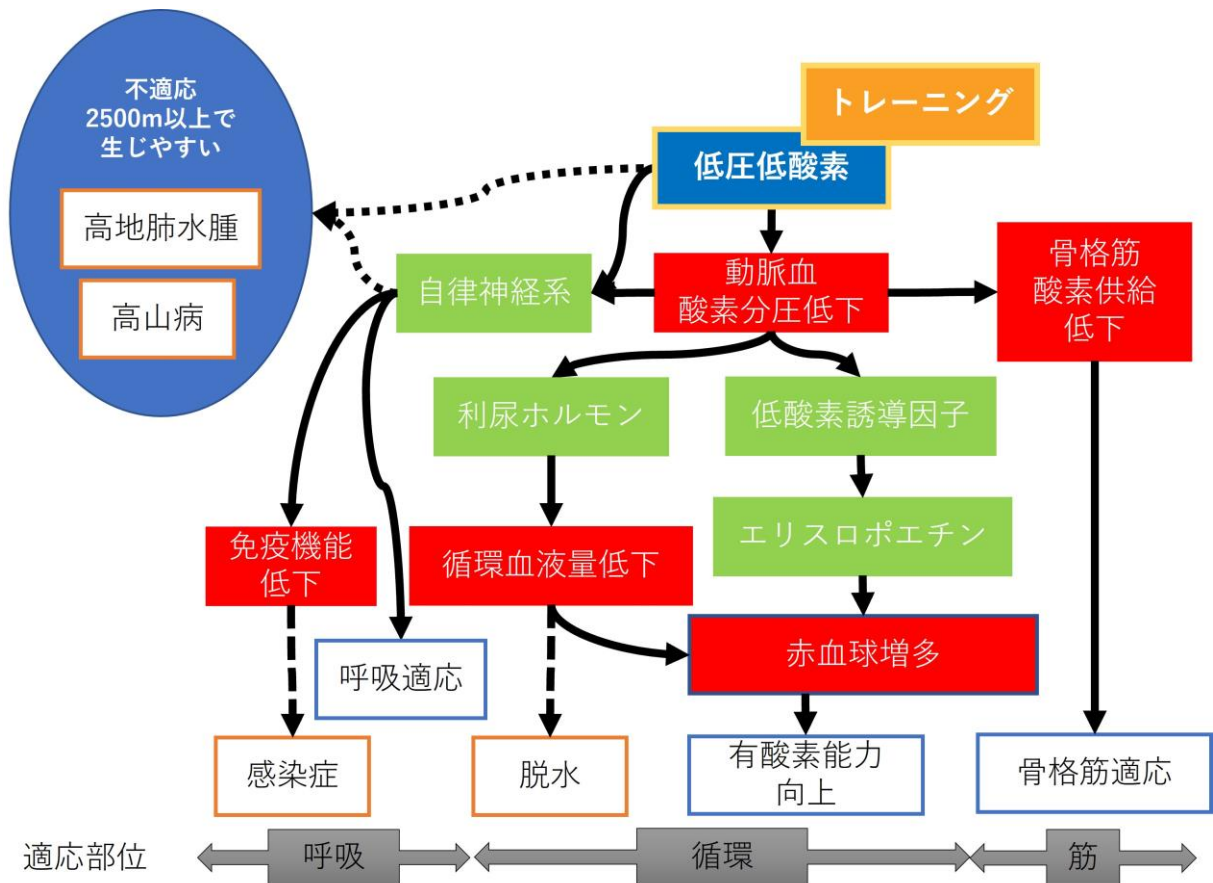 不適応
2500m以上で
生じやすい
高地肺水腫
高山病
トレーニング
低圧低酸素
自律神経系
動脈血
酸素分圧低下
骨格筋
酸素供給
低下
利尿ホルモン
低酸素誘導因子
免疫機能
低下
循環血液量低下
エリスロポエチン
呼吸適応
赤血球増多
感染症
脱水
有酸素能力
向上
骨格筋適応
適応部位
呼吸
循環
筋